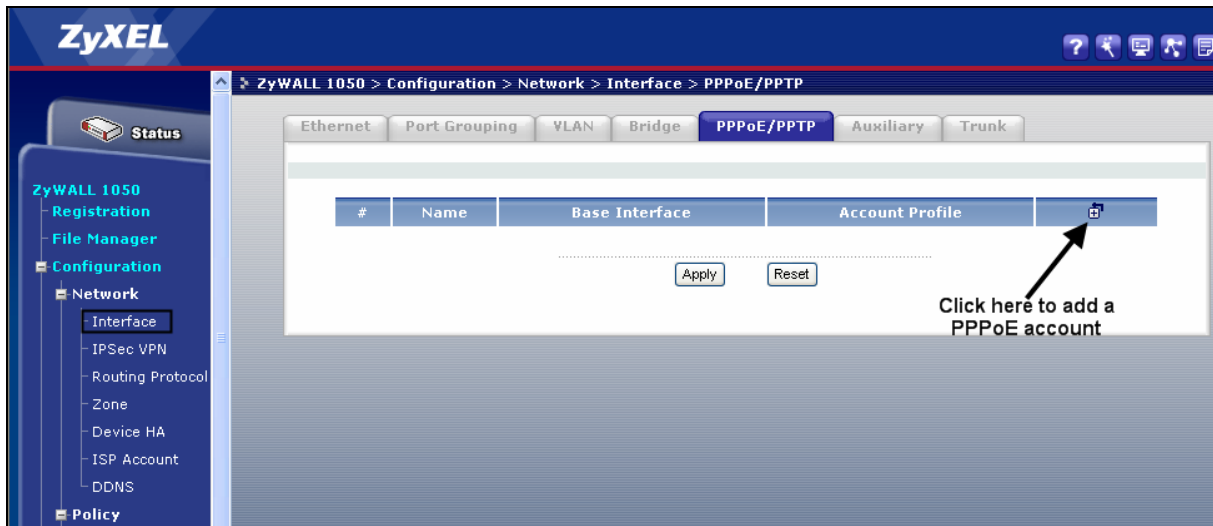 ZyXEL
?
ZyWALL 1050 > Configuration > Network > Interface > PPPoE/PPTP
Status
Ethernet
Port Grouping
VLAN
Bridge
PPPoE/PPTP
Auxiliary
Trunk
ZyWALL 1050
Registration
File Manager
Configuration
Network
Interface
IPSec VPN
Routing Protocol
Zone
Device HA
ISP Account
DDNS
Policy
# Name Base Interface Account Profile
Apply Reset
Click here to add a
PPPoE account